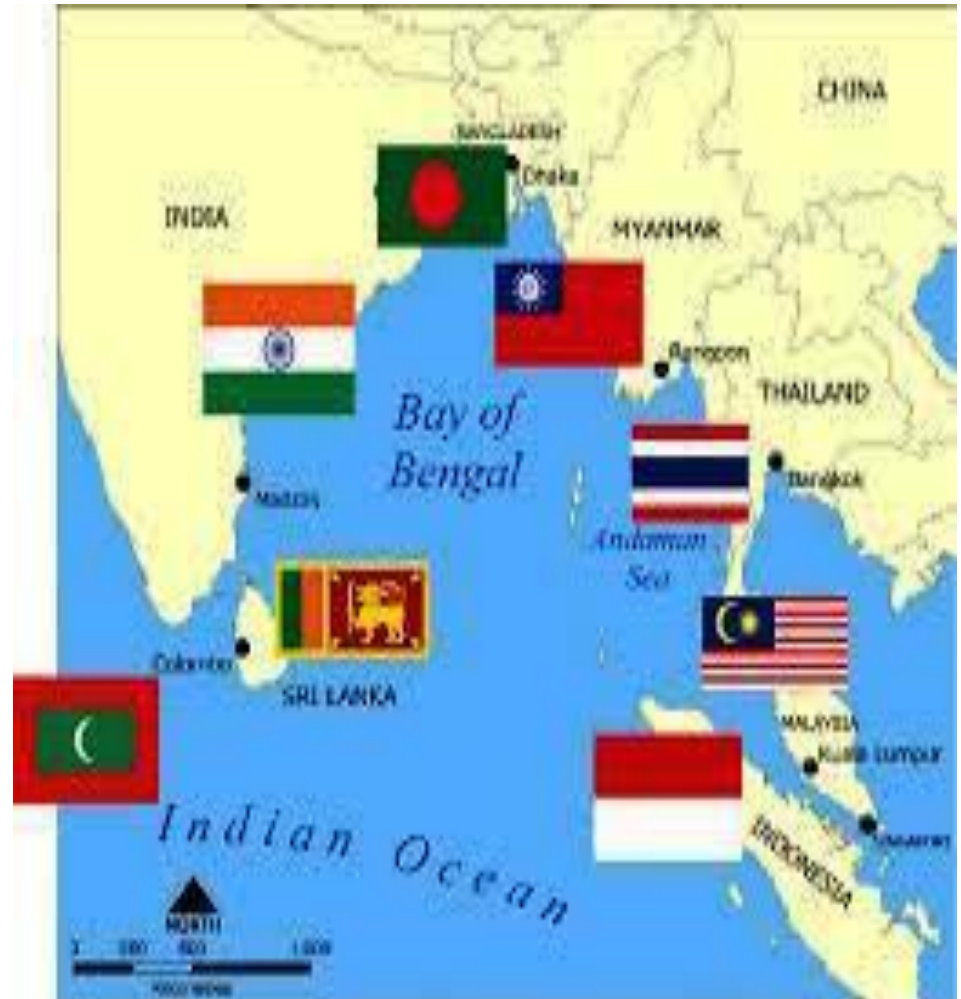 CHINA
BANGLADESH
Dhaka
INDIA
MYANMAR
Rangoon
THAILAND
Bay of
Bengal
Bangkok
Madras
Andaman
Sea
Colombo
SRI LANKA
MALAYSIA
Kuala Lumpur
Indian Ocean
INDONESIA
NORTH